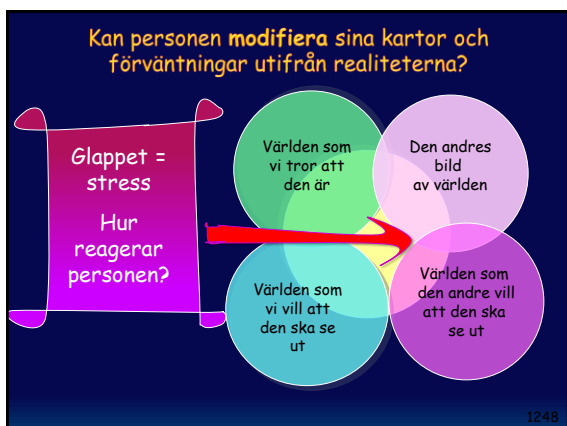 Kan personen modifiera sina kartor och
förväntningar utifrån realiteterna?
Glappet =
stress
Hur
reagerar
personen?
Världen som
vi tror att
den är
Den andres
bild
av världen
Världen som
vi vill att
den ska se
ut
Världen som
den andre vill
att den ska
se ut
1248